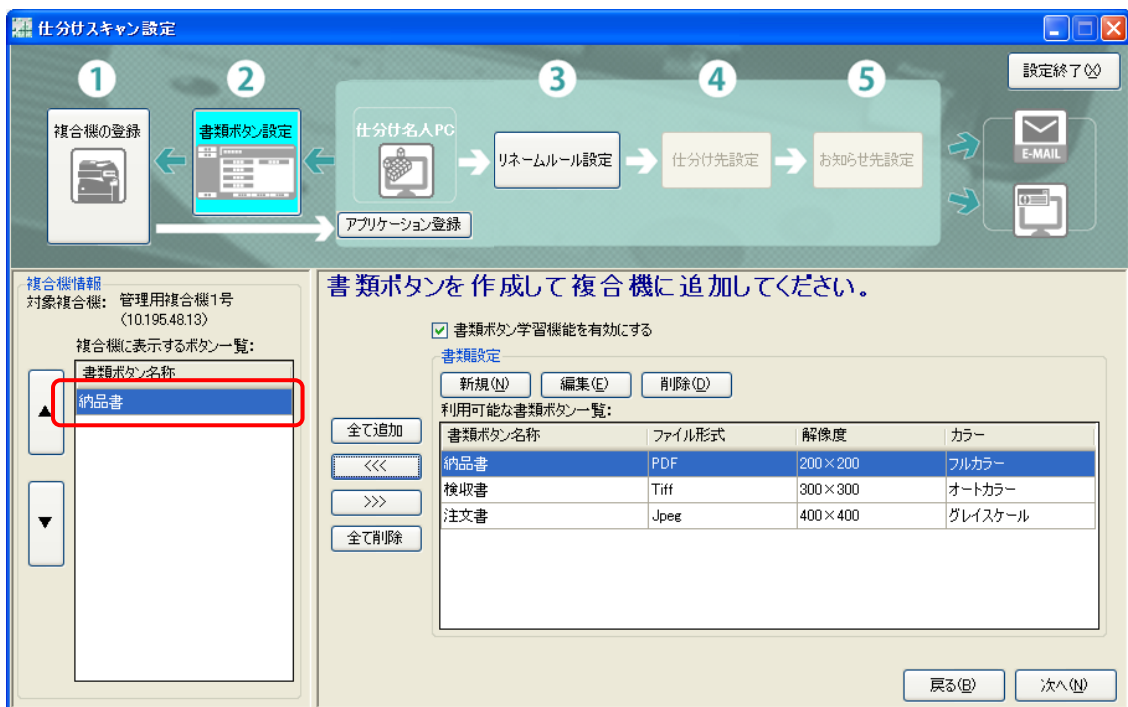 仕分けスキャン設定
設定終了(X)
1
2
3
4
5
複合機の登録
書類ボタン設定
仕分け名人PC
リネームルール設定
仕分け先設定
お知らせ先設定
E-MAIL
アプリケーション登録
複合機情報
対象複合機: 管理用複合機1号
(10.195.48.13)
複合機に表示するボタン一覧:
書類ボタン名称
納品書
▲
▼
書類ボタンを作成して複合機に追加してください。
書類ボタン学習機能を有効にする
書類設定
新規(N) 編集(E) 削除(D)
利用可能な書類ボタン一覧:
全て追加
<<<
>>>
全て削除
書類ボタン名称 ファイル形式 解像度 カラー
納品書 PDF 200×200 フルカラー
検収書 Tiff 300×300 オートカラー
注文書 Jpeg 400×400 グレイスケール
戻る(B) 次へ(N)